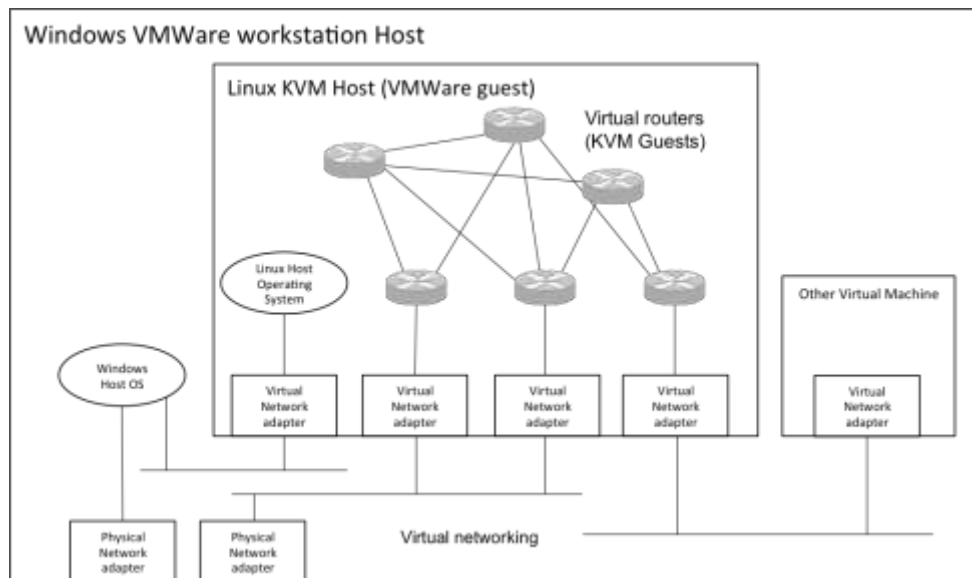 Windows VMWare workstation Host
Linux KVM Host (VMWare guest)
Virtual routers
(KVM Guests)
Linux Host
Operating
System
Other Virtual Machine
Windows
Host OS
Virtual
Network
adapter
Virtual
Network
adapter
Virtual
Network
adapter
Virtual
Network
adapter
Virtual
Network
adapter
Physical
Network
adapter
Physical
Network
adapter
Virtual networking